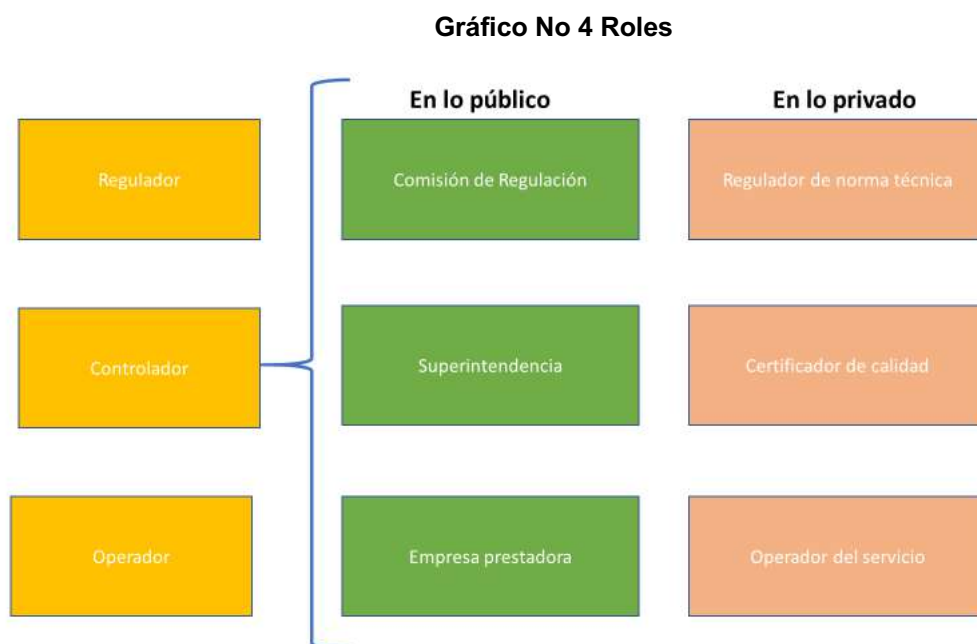 Gráfico No 4 Roles
En lo público
En lo privado
Regulador
Comisión de Regulación
Regulador de norma técnica
Controlador
Superintendencia
Certificador de calidad
Operador
Empresa prestadora
Operador del servicio